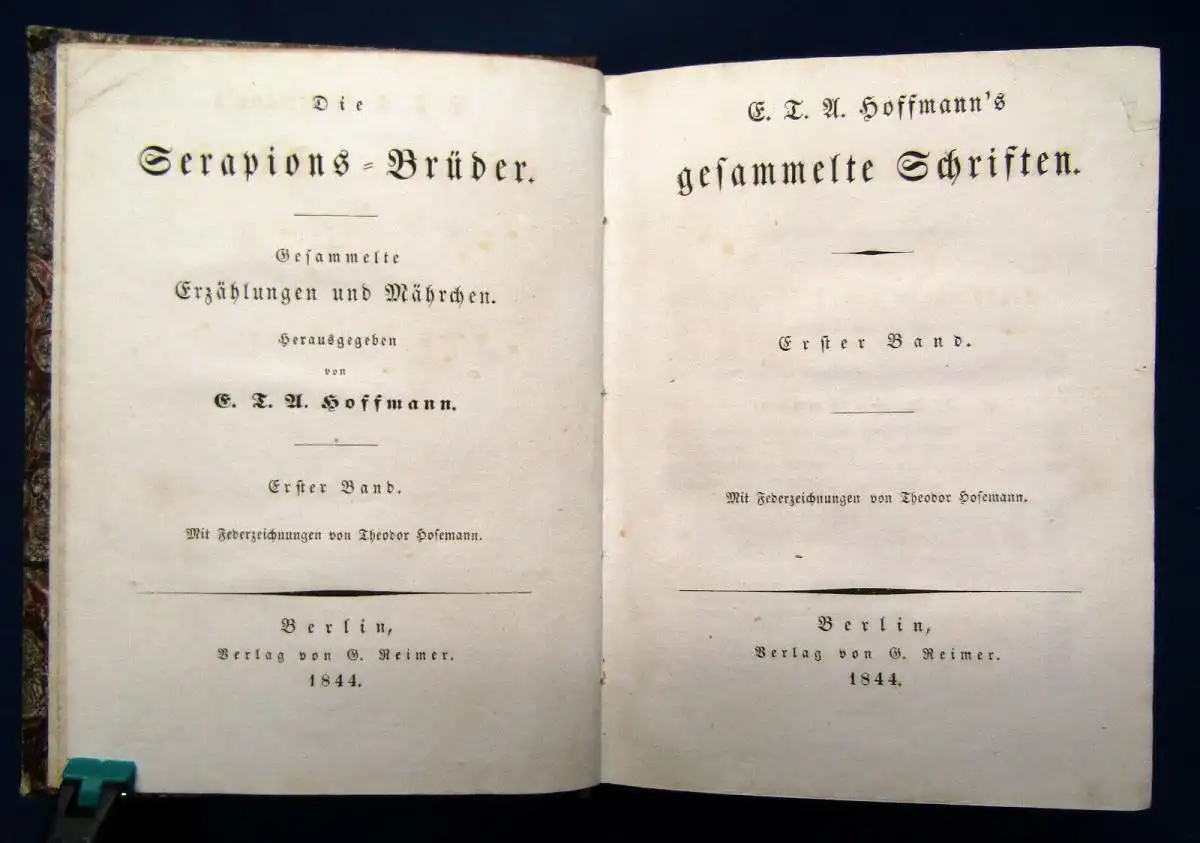 Die
Serapions-Brüder.
Gesammelte
Erzählungen und Mährchen.
Herausgegeben
von
E. T. A. Hoffmann.
Erster Band.
Mit Federzeichnungen von Theodor Hosemann.
Berlin,
Verlag von G. Reimer.
1844.
E. T. A. Hoffmann's
gesammelte Schriften.
Erster Band.
Mit Federzeichnungen von Theodor Hosemann.
Berlin,
Verlag von G. Reimer.
1844.